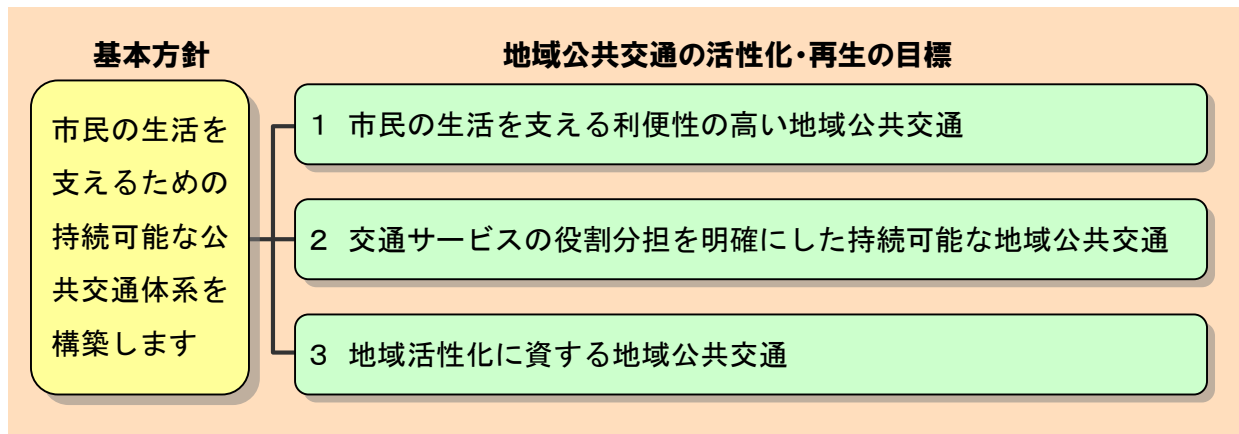 基本方針
地域公共交通の活性化・再生の目標
市民の生活を
支えるための
持続可能な公
共交通体系を
構築します
１ 市民の生活を支える利便性の高い地域公共交通
２ 交通サービスの役割分担を明確にした持続可能な地域公共交通
３ 地域活性化に資する地域公共交通